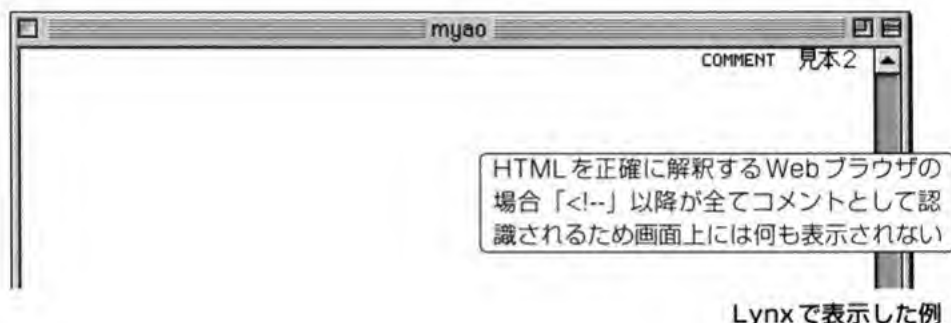 myao
COMMENT 見本2
HTMLを正確に解釈するWebブラウザの
場合「<!--」以降が全てコメントとして認
識されるため画面上には何も表示されない
Lynxで表示した例